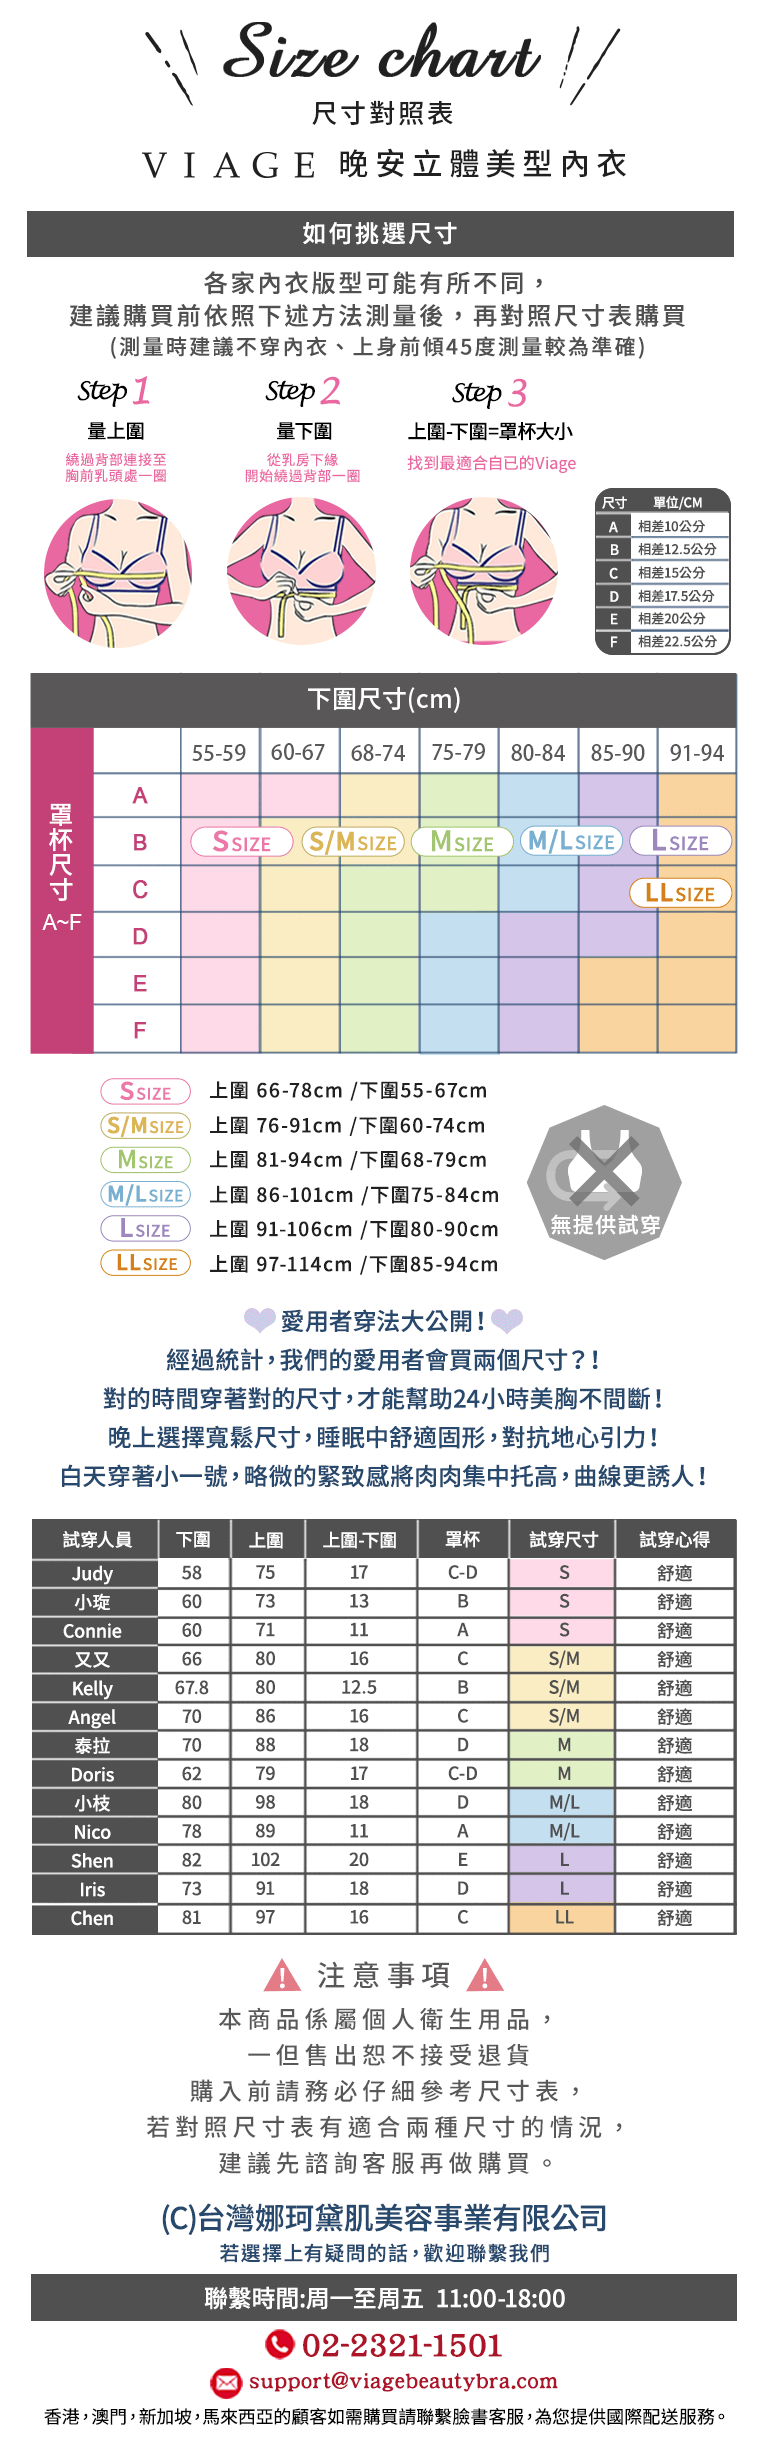 Size chart
尺寸對照表
VIAGE 晚安立體美型內衣
如何挑選尺寸
各家內衣版型可能有所不同，
建議購買前依照下述方法測量後，再對照尺寸表購買
(測量時建議不穿內衣、上身前傾45度測量較為準確)
Step 1
量上圍
繞過背部連接至
胸前乳頭處一圈
Step 2
量下圍
從乳房下緣
開始繞過背部一圈
Step 3
上圍-下圍=罩杯大小
找到最適合自已的Viage
尺寸 單位/CM
A 相差10公分
B 相差12.5公分
C 相差15公分
D 相差17.5公分
E 相差20公分
F 相差22.5公分
下圍尺寸(cm)
55-59 60-67 68-74 75-79 80-84 85-90 91-94
罩杯尺寸
A~F
A
B S SIZE S/M SIZE M SIZE M/L SIZE L SIZE
C LL SIZE
D
E
F
S SIZE 上圍 66-78cm /下圍55-67cm
S/M SIZE 上圍 76-91cm /下圍60-74cm
M SIZE 上圍 81-94cm /下圍68-79cm
M/L SIZE 上圍 86-101cm /下圍75-84cm
L SIZE 上圍 91-106cm /下圍80-90cm
LL SIZE 上圍 97-114cm /下圍85-94cm
無提供試穿
愛用者穿法大公開！
經過統計，我們的愛用者會買兩個尺寸？！
對的時間穿著對的尺寸，才能幫助24小時美胸不間斷！
晚上選擇寬鬆尺寸，睡眠中舒適固形，對抗地心引力！
白天穿著小一號，略微的緊致感將肉肉集中托高，曲線更誘人！
試穿人員 下圍 上圍 上圍-下圍 罩杯 試穿尺寸 試穿心得
Judy 58 75 17 C-D S 舒適
小琁 60 73 13 B S 舒適
Connie 60 71 11 A S 舒適
又又 66 80 16 C S/M 舒適
Kelly 67.8 80 12.5 B S/M 舒適
Angel 70 86 16 C S/M 舒適
泰拉 70 88 18 D M 舒適
Doris 62 79 17 C-D M 舒適
小枝 80 98 18 D M/L 舒適
Nico 78 89 11 A M/L 舒適
Shen 82 102 20 E L 舒適
Iris 73 91 18 D L 舒適
Chen 81 97 16 C LL 舒適
注意事項
本商品係屬個人衛生用品，
一但售出恕不接受退貨
購入前請務必仔細參考尺寸表，
若對照尺寸表有適合兩種尺寸的情況，
建議先諮詢客服再做購買。
(C)台灣娜珂黛肌美容事業有限公司
若選擇上有疑問的話，歡迎聯繫我們
聯繫時間:周一至周五 11:00-18:00
02-2321-1501
support@viagebeautybra.com
香港，澳門，新加坡，馬來西亞的顧客如需購買請聯繫臉書客服，為您提供國際配送服務。